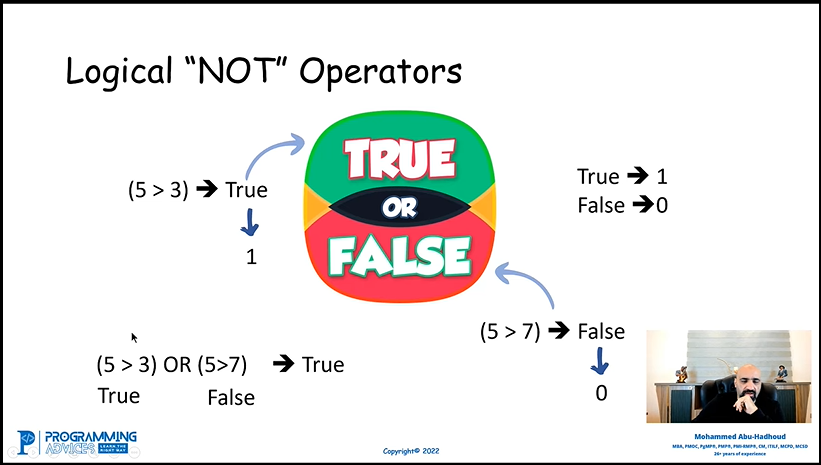 Logical “NOT” Operators
TRUE
OR
FALSE
(5 > 3) ➔ True
1
True ➔ 1
False ➔0
(5 > 7) ➔ False
0
(5 > 3) OR (5>7) ➔ True
True False
PROGRAMMING
ADVICES LEARN THE RIGHT WAY
Copyright© 2022
Mohammed Abu-Hadhoud
MBA, PMOC, PgMP®, PMP®, PMI-RMP®, CM, ITILF, MCPD, MCSD
26+ years of experience